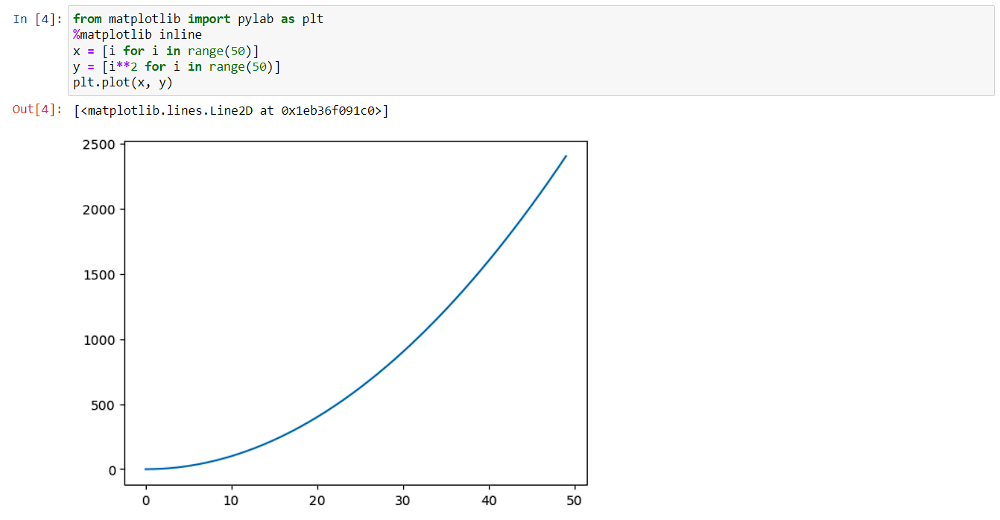 In [4]: from matplotlib import pylab as plt
%matplotlib inline
x = [i for i in range(50)]
y = [i**2 for i in range(50)]
plt.plot(x, y)
Out[4]: [<matplotlib.lines.Line2D at 0x1eb36f091c0>]
2500
2000
1500
1000
500
0
0 10 20 30 40 50